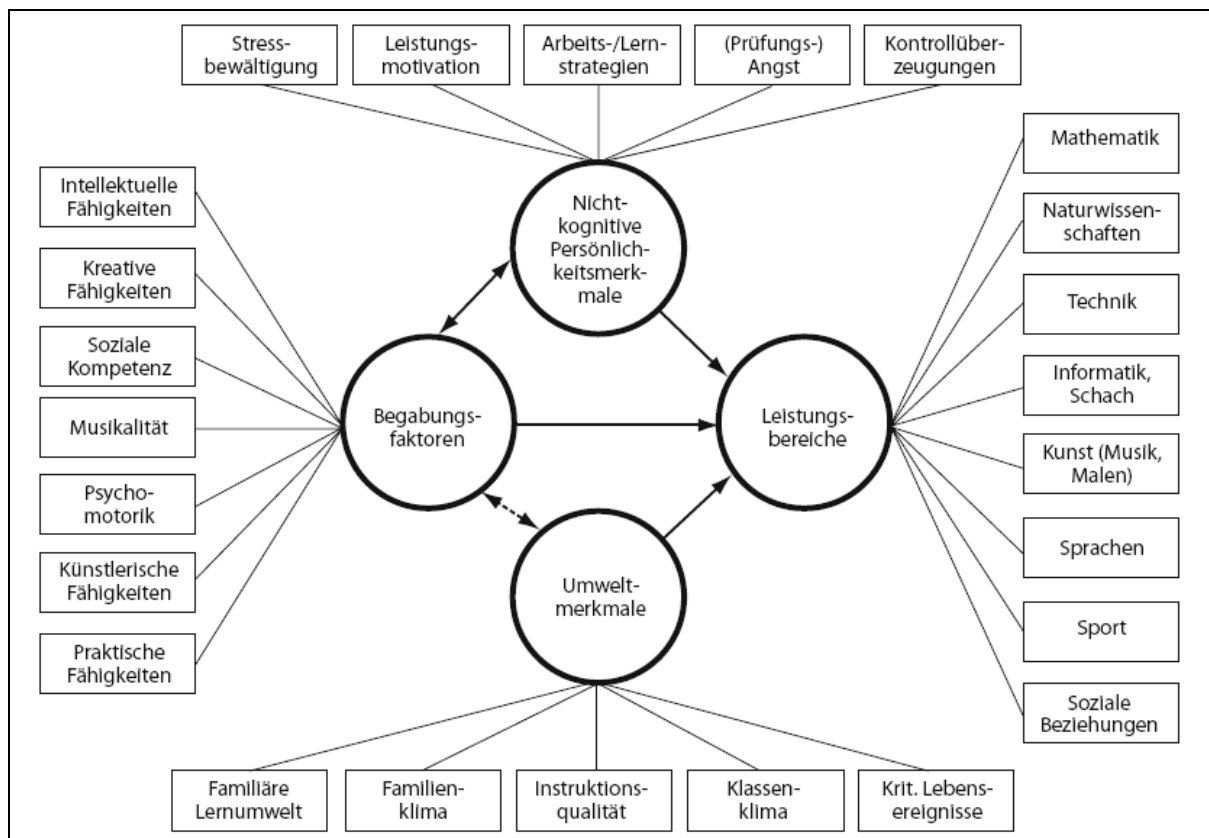 Stress-
bewältigung
Leistungs-
motivation
Arbeits-/Lern-
strategien
(Prüfungs-)
Angst
Kontrollüber-
zeugungen
Intellektuelle
Fähigkeiten
Kreative
Fähigkeiten
Soziale
Kompetenz
Musikalität
Psycho-
motorik
Künstlerische
Fähigkeiten
Praktische
Fähigkeiten
Nicht-
kognitive
Persönlich-
keitsmerk-
male
Begabungs-
faktoren
Leistungs-
bereiche
Umwelt-
merkmale
Mathematik
Naturwissen-
schaften
Technik
Informatik,
Schach
Kunst (Musik,
Malen)
Sprachen
Sport
Soziale
Beziehungen
Familiäre
Lernumwelt
Familien-
klima
Instruktions-
qualität
Klassen-
klima
Krit. Lebens-
ereignisse